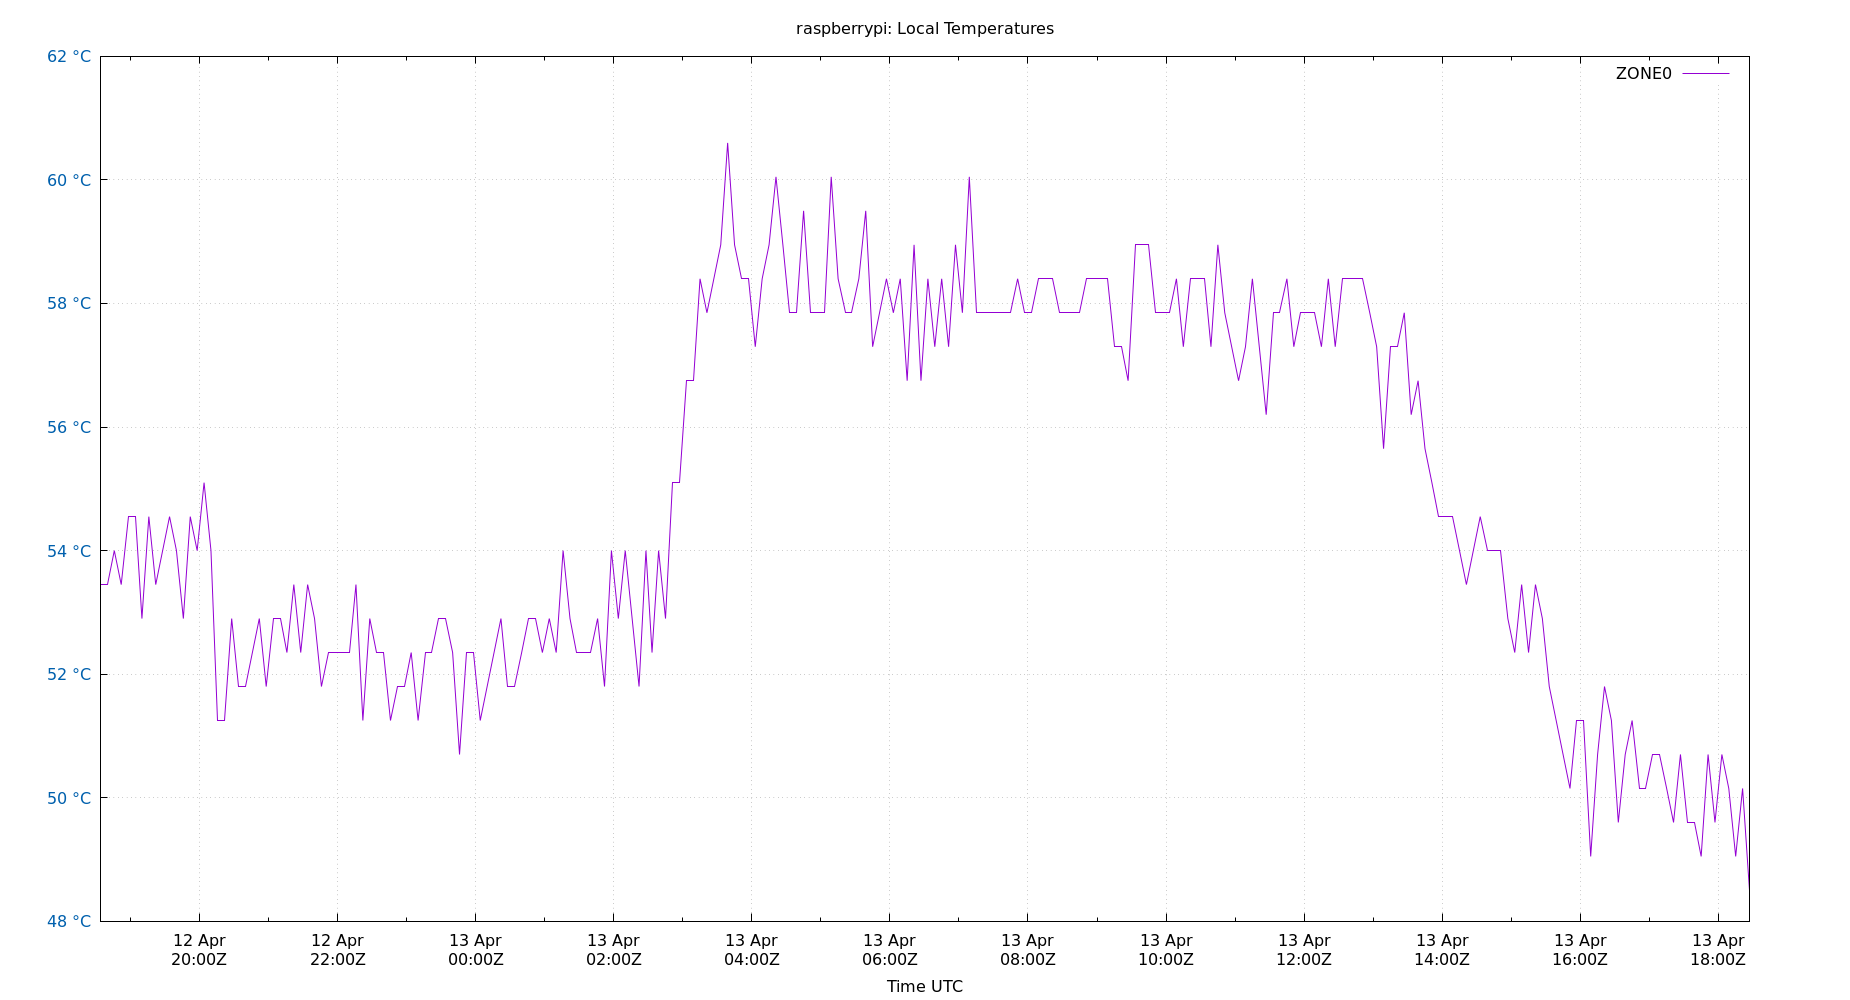 raspberrypi: Local Temperatures
ZONE0
62 °C
60 °C
58 °C
56 °C
54 °C
52 °C
50 °C
48 °C
12 Apr
20:00Z
12 Apr
22:00Z
13 Apr
00:00Z
13 Apr
02:00Z
13 Apr
04:00Z
13 Apr
06:00Z
13 Apr
08:00Z
13 Apr
10:00Z
13 Apr
12:00Z
13 Apr
14:00Z
13 Apr
16:00Z
13 Apr
18:00Z
Time UTC